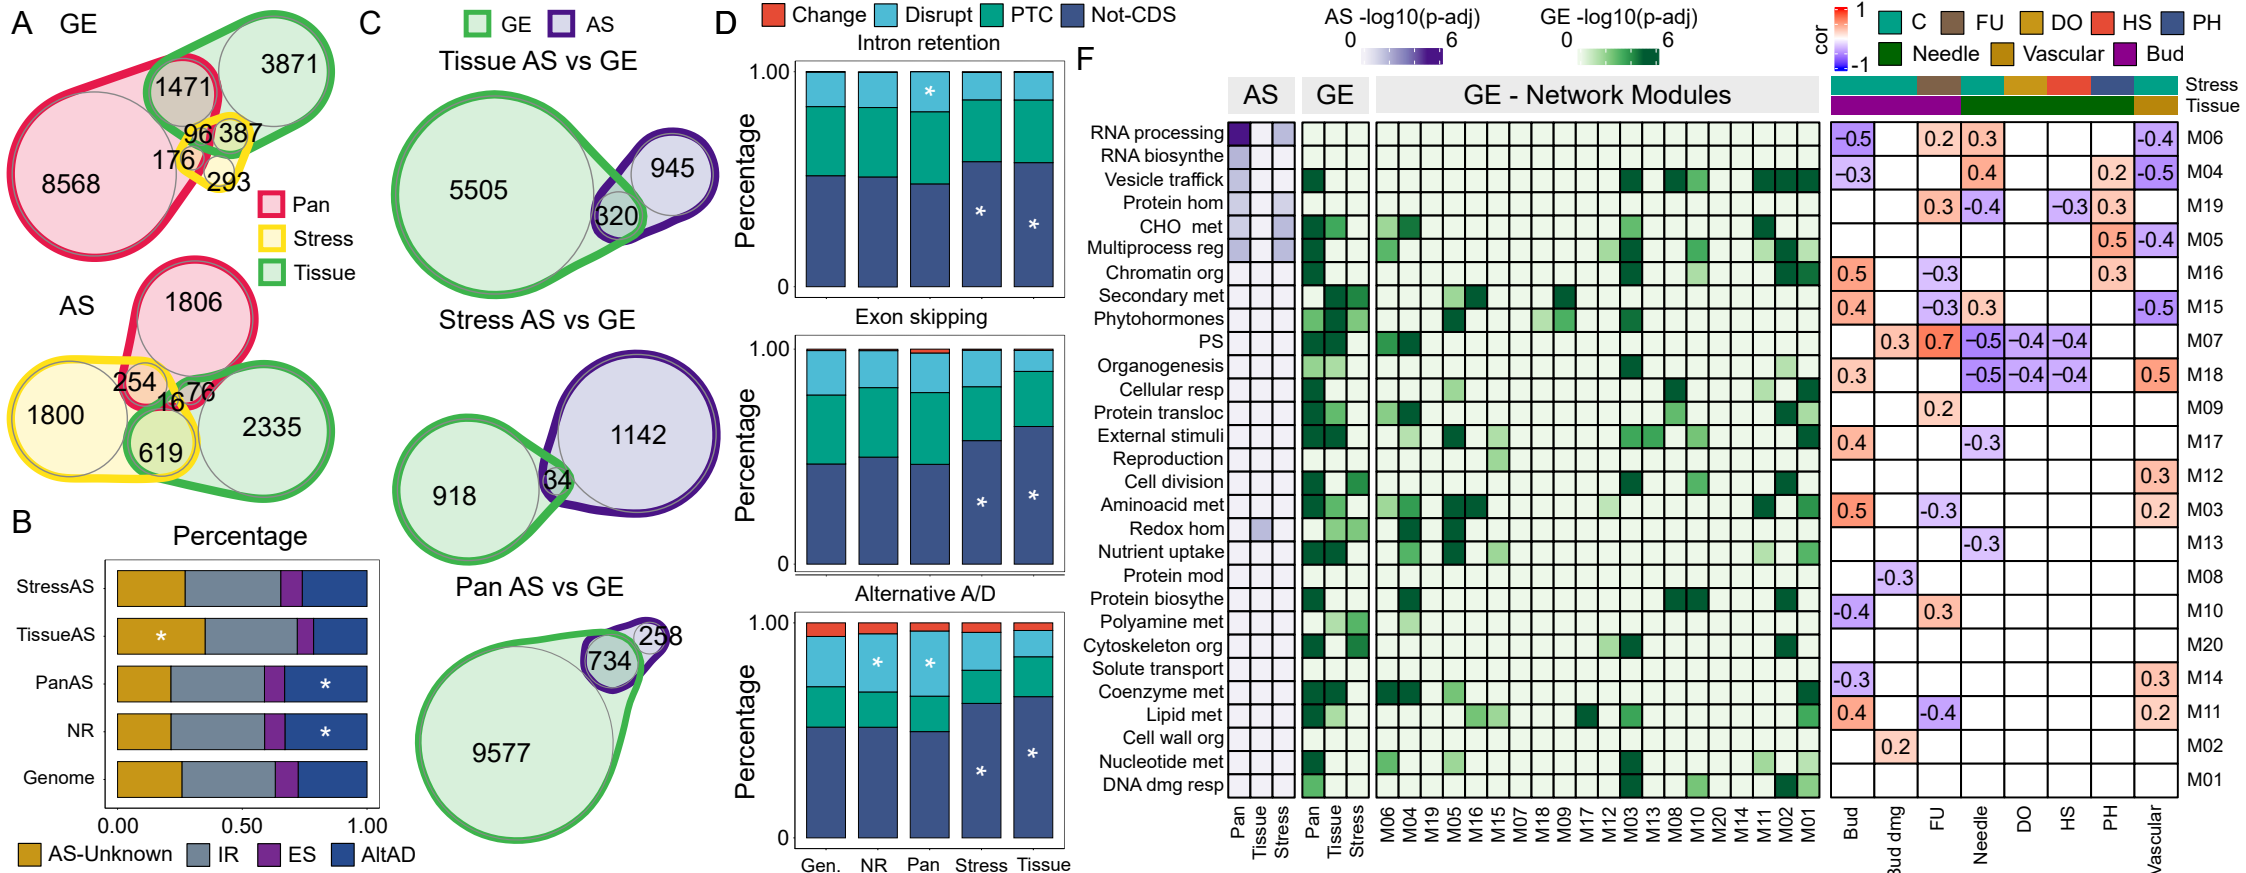 A
GE
1471
3871
96
387
176
293
8568
Pan
Stress
Tissue
AS
1806
254
76
16
1800
2335
619
B
Percentage
StressAS
TissueAS
*
PanAS
*
NR
*
Genome
0.00
0.50
1.00
AS-Unknown
IR
ES
AltAD
C
GE
AS
Tissue AS vs GE
5505
320
945
Stress AS vs GE
918
34
1142
Pan AS vs GE
258
734
9577
D
Change
Disrupt
PTC
Not-CDS
Intron retention
Percentage
1.00
0
*
*
*
Exon skipping
Percentage
1.00
0
*
*
Alternative A/D
Percentage
1.00
0
*
*
*
*
Gen.
NR
Pan
Stress
Tissue
F
AS -log10(p-adj)
0
6
GE -log10(p-adj)
0
6
AS
GE
GE - Network Modules
RNA processing
RNA biosynthe
Vesicle traffick
Protein hom
CHO met
Multiprocess reg
Chromatin org
Secondary met
Phytohormones
PS
Organogenesis
Cellular resp
Protein transloc
External stimuli
Reproduction
Cell division
Aminoacid met
Redox hom
Nutrient uptake
Protein mod
Protein biosythe
Polyamine met
Cytoskeleton org
Solute transport
Coenzyme met
Lipid met
Cell wall org
Nucleotide met
DNA dmg resp
Pan
Tissue
Stress
Pan
Tissue
Stress
M06
M04
M19
M05
M16
M15
M07
M18
M09
M17
M12
M03
M13
M08
M10
M20
M14
M11
M02
M01
cor
1
-1
C
FU
DO
HS
PH
Needle
Vascular
Bud
Stress
Tissue
−0.5 0.2 0.3 -0.4 M06
−0.3 0.4 0.2 -0.5 M04
0.3 -0.4 −0.3 0.3 M19
0.5 -0.4 M05
0.5 −0.3 0.3 M16
0.4 −0.3 0.3 -0.5 M15
0.3 0.7 −0.5 −0.4 −0.4 M07
0.3 −0.5 −0.4 −0.4 0.5 M18
0.2 M09
0.4 -0.3 M17
0.3 M12
0.5 -0.3 0.2 M03
-0.3 M13
-0.3 M08
-0.4 0.3 M10
M20
-0.3 0.3 M14
0.4 -0.4 0.2 M11
0.2 M02
M01
Bud
Bud dmg
FU
Needle
DO
HS
PH
Vascular